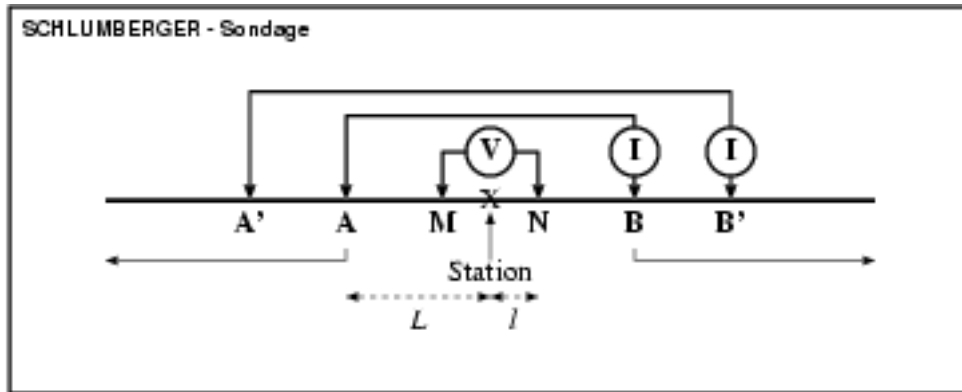 SCHLUMBERGER - Sondage
V I I
X
A' A M N B B'
Station
L l